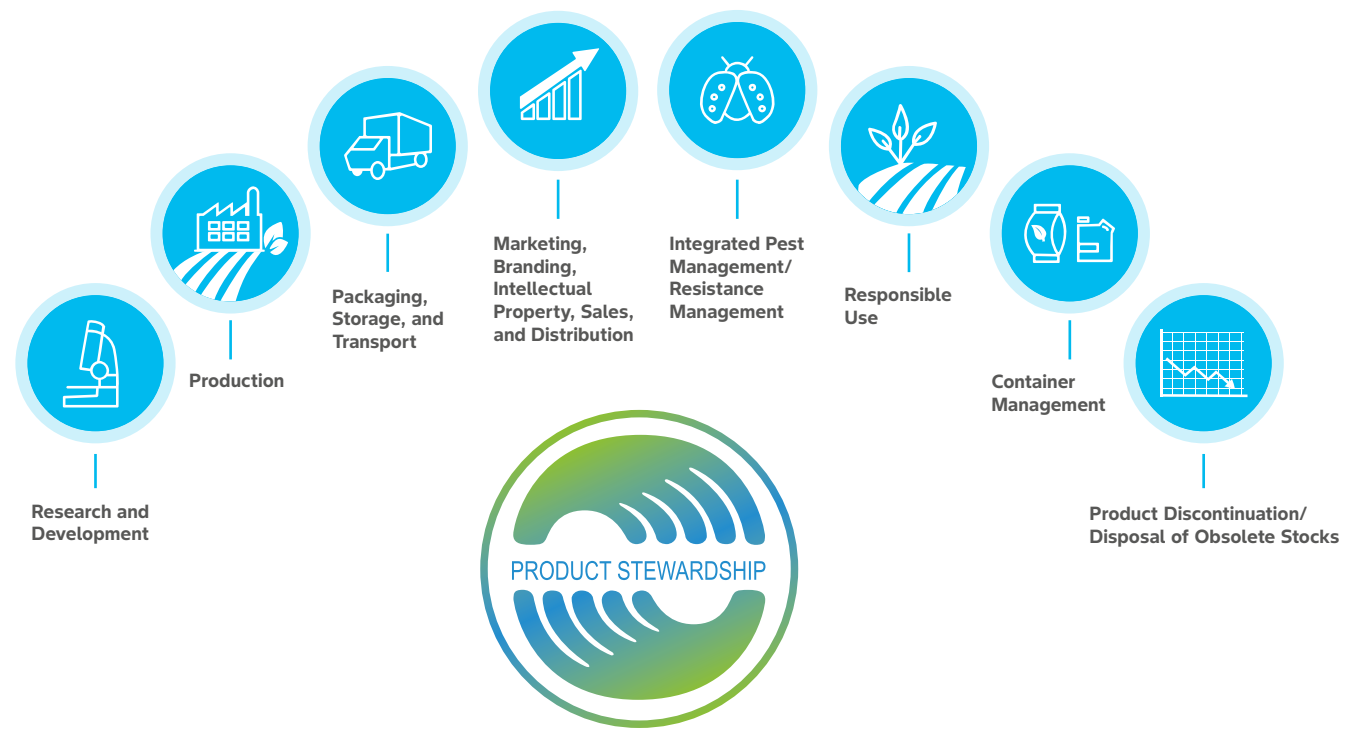 Research and
Development
Production
Packaging,
Storage, and
Transport
Marketing,
Branding,
Intellectual
Property, Sales,
and Distribution
Integrated Pest
Management/
Resistance
Management
Responsible
Use
Container
Management
Product Discontinuation/
Disposal of Obsolete Stocks
PRODUCT STEWARDSHIP